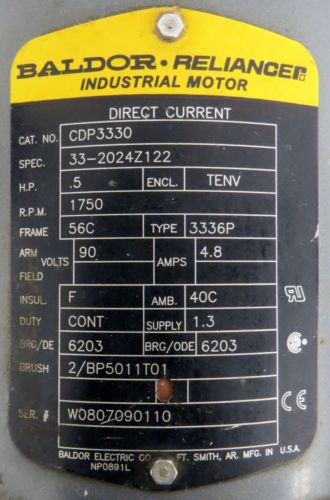 BALDOR • RELIANCER
INDUSTRIAL MOTOR
DIRECT CURRENT
CAT. NO. CDP3330
SPEC. 33-2024Z122
H.P. .5 ENCL. TENV
R.P.M. 1750
FRAME 56C TYPE 3336P
ARM VOLTS 90 AMPS 4.8
FIELD
INSUL. F AMB. 40C
DUTY CONT SUPPLY 1.3
BRG/DE 6203 BRG/ODE 6203
BRUSH 2/BP5011T01
SER. # W0807090110
CE
BALDOR ELECTRIC CO. FT. SMITH, AR. MFG. IN U.S.A.
NP0891L